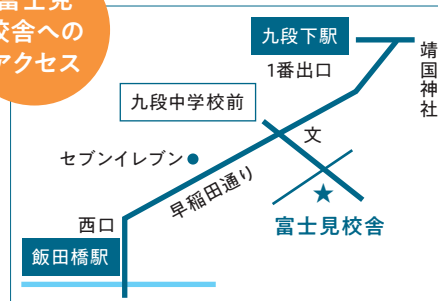 富士見
校舎への
アクセス
九段下駅
1番出口
靖国神社
九段中学校前
文
セブンイレブン
早稲田通り
西口
富士見校舎
飯田橋駅